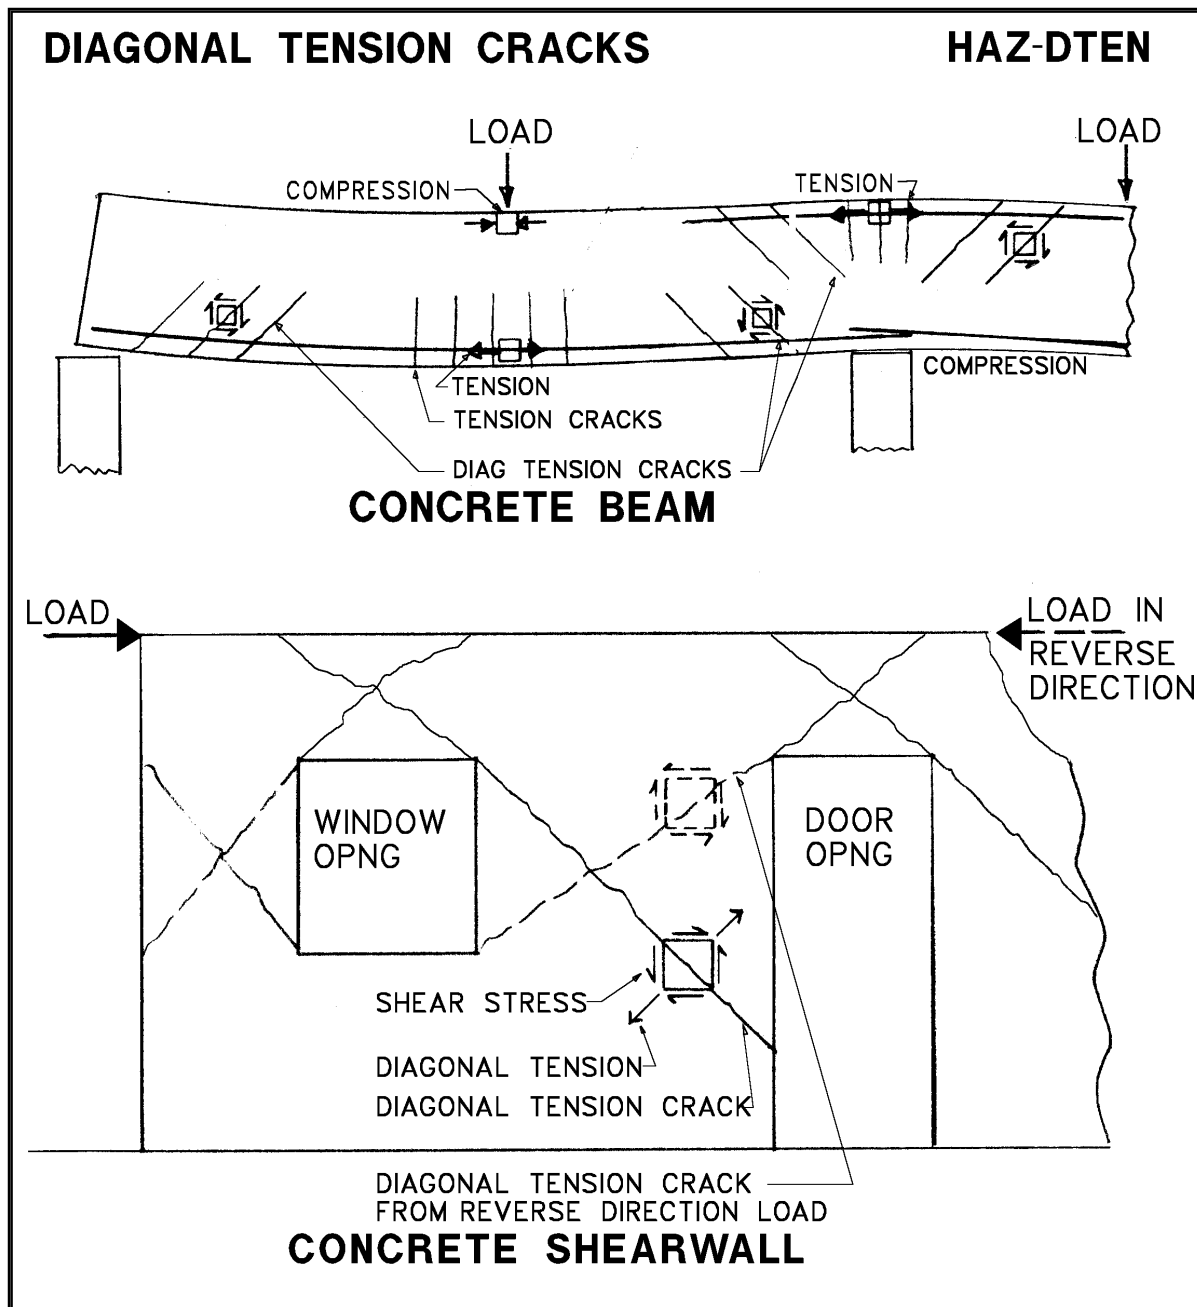 DIAGONAL TENSION CRACKS
HAZ-DTEN
LOAD
LOAD
COMPRESSION
TENSION
COMPRESSION
TENSION
TENSION CRACKS
DIAG TENSION CRACKS
CONCRETE BEAM
LOAD
LOAD IN
REVERSE
DIRECTION
WINDOW
OPNG
DOOR
OPNG
SHEAR STRESS
DIAGONAL TENSION
DIAGONAL TENSION CRACK
DIAGONAL TENSION CRACK
FROM REVERSE DIRECTION LOAD
CONCRETE SHEARWALL